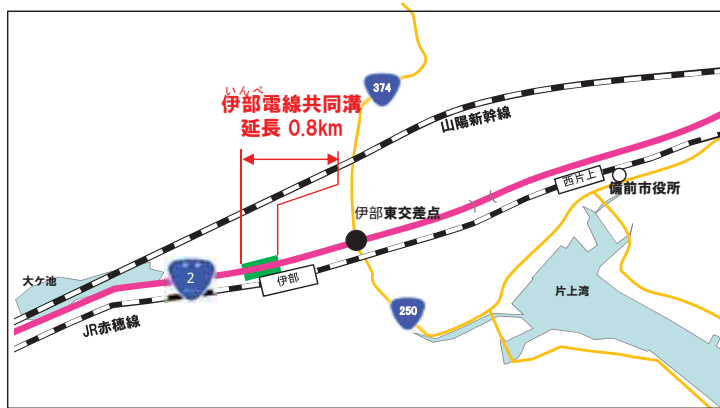 374
いんべ
伊部電線共同溝
延長 0.8km
山陽新幹線
西片上
備前市役所
伊部東交差点
大ケ池
2
伊部
片上湾
250
JR赤穂線